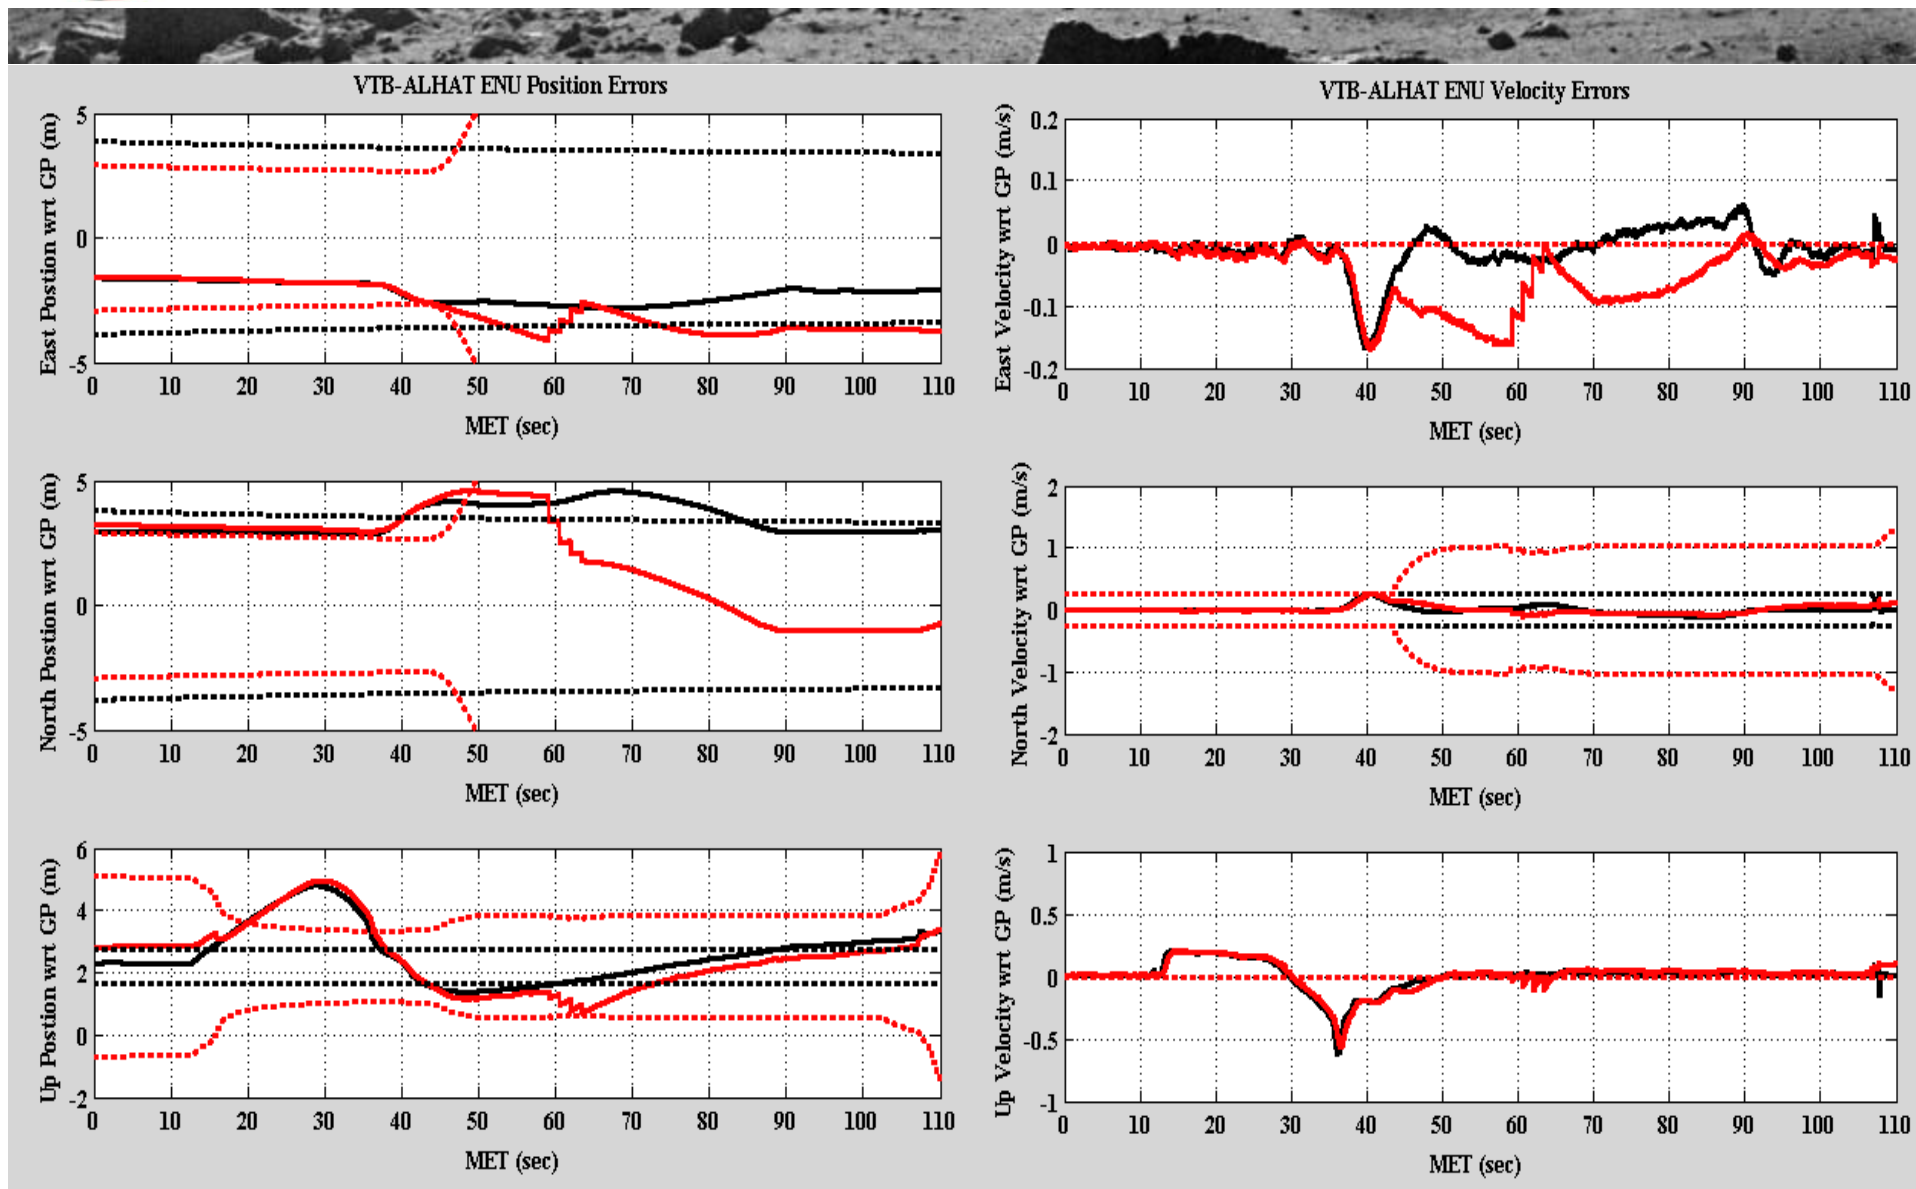 VTB-ALHAT ENU Position Errors
East Postion wrt GP (m)
5
0
-5
0 10 20 30 40 50 60 70 80 90 100 110
MET (sec)
North Postion wrt GP (m)
5
0
-5
0 10 20 30 40 50 60 70 80 90 100 110
MET (sec)
Up Postion wrt GP (m)
6
4
2
0
-2
0 10 20 30 40 50 60 70 80 90 100 110
MET (sec)
VTB-ALHAT ENU Velocity Errors
East Velocity wrt GP (m/s)
0.2
0.1
0
-0.1
-0.2
0 10 20 30 40 50 60 70 80 90 100 110
MET (sec)
North Velocity wrt GP (m/s)
2
1
0
-1
-2
0 10 20 30 40 50 60 70 80 90 100 110
MET (sec)
Up Velocity wrt GP (m/s)
1
0.5
0
-0.5
-1
0 10 20 30 40 50 60 70 80 90 100 110
MET (sec)